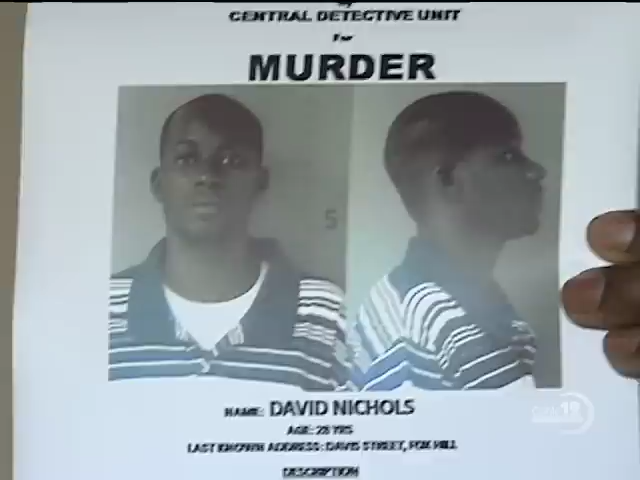 CENTRAL DETECTIVE UNIT
For
MURDER
5
NAME: DAVID NICHOLS
AGE: 28 YRS
LAST KNOWN ADDRESS: DAVIS STREET, FOX HILL
DESCRIPTION